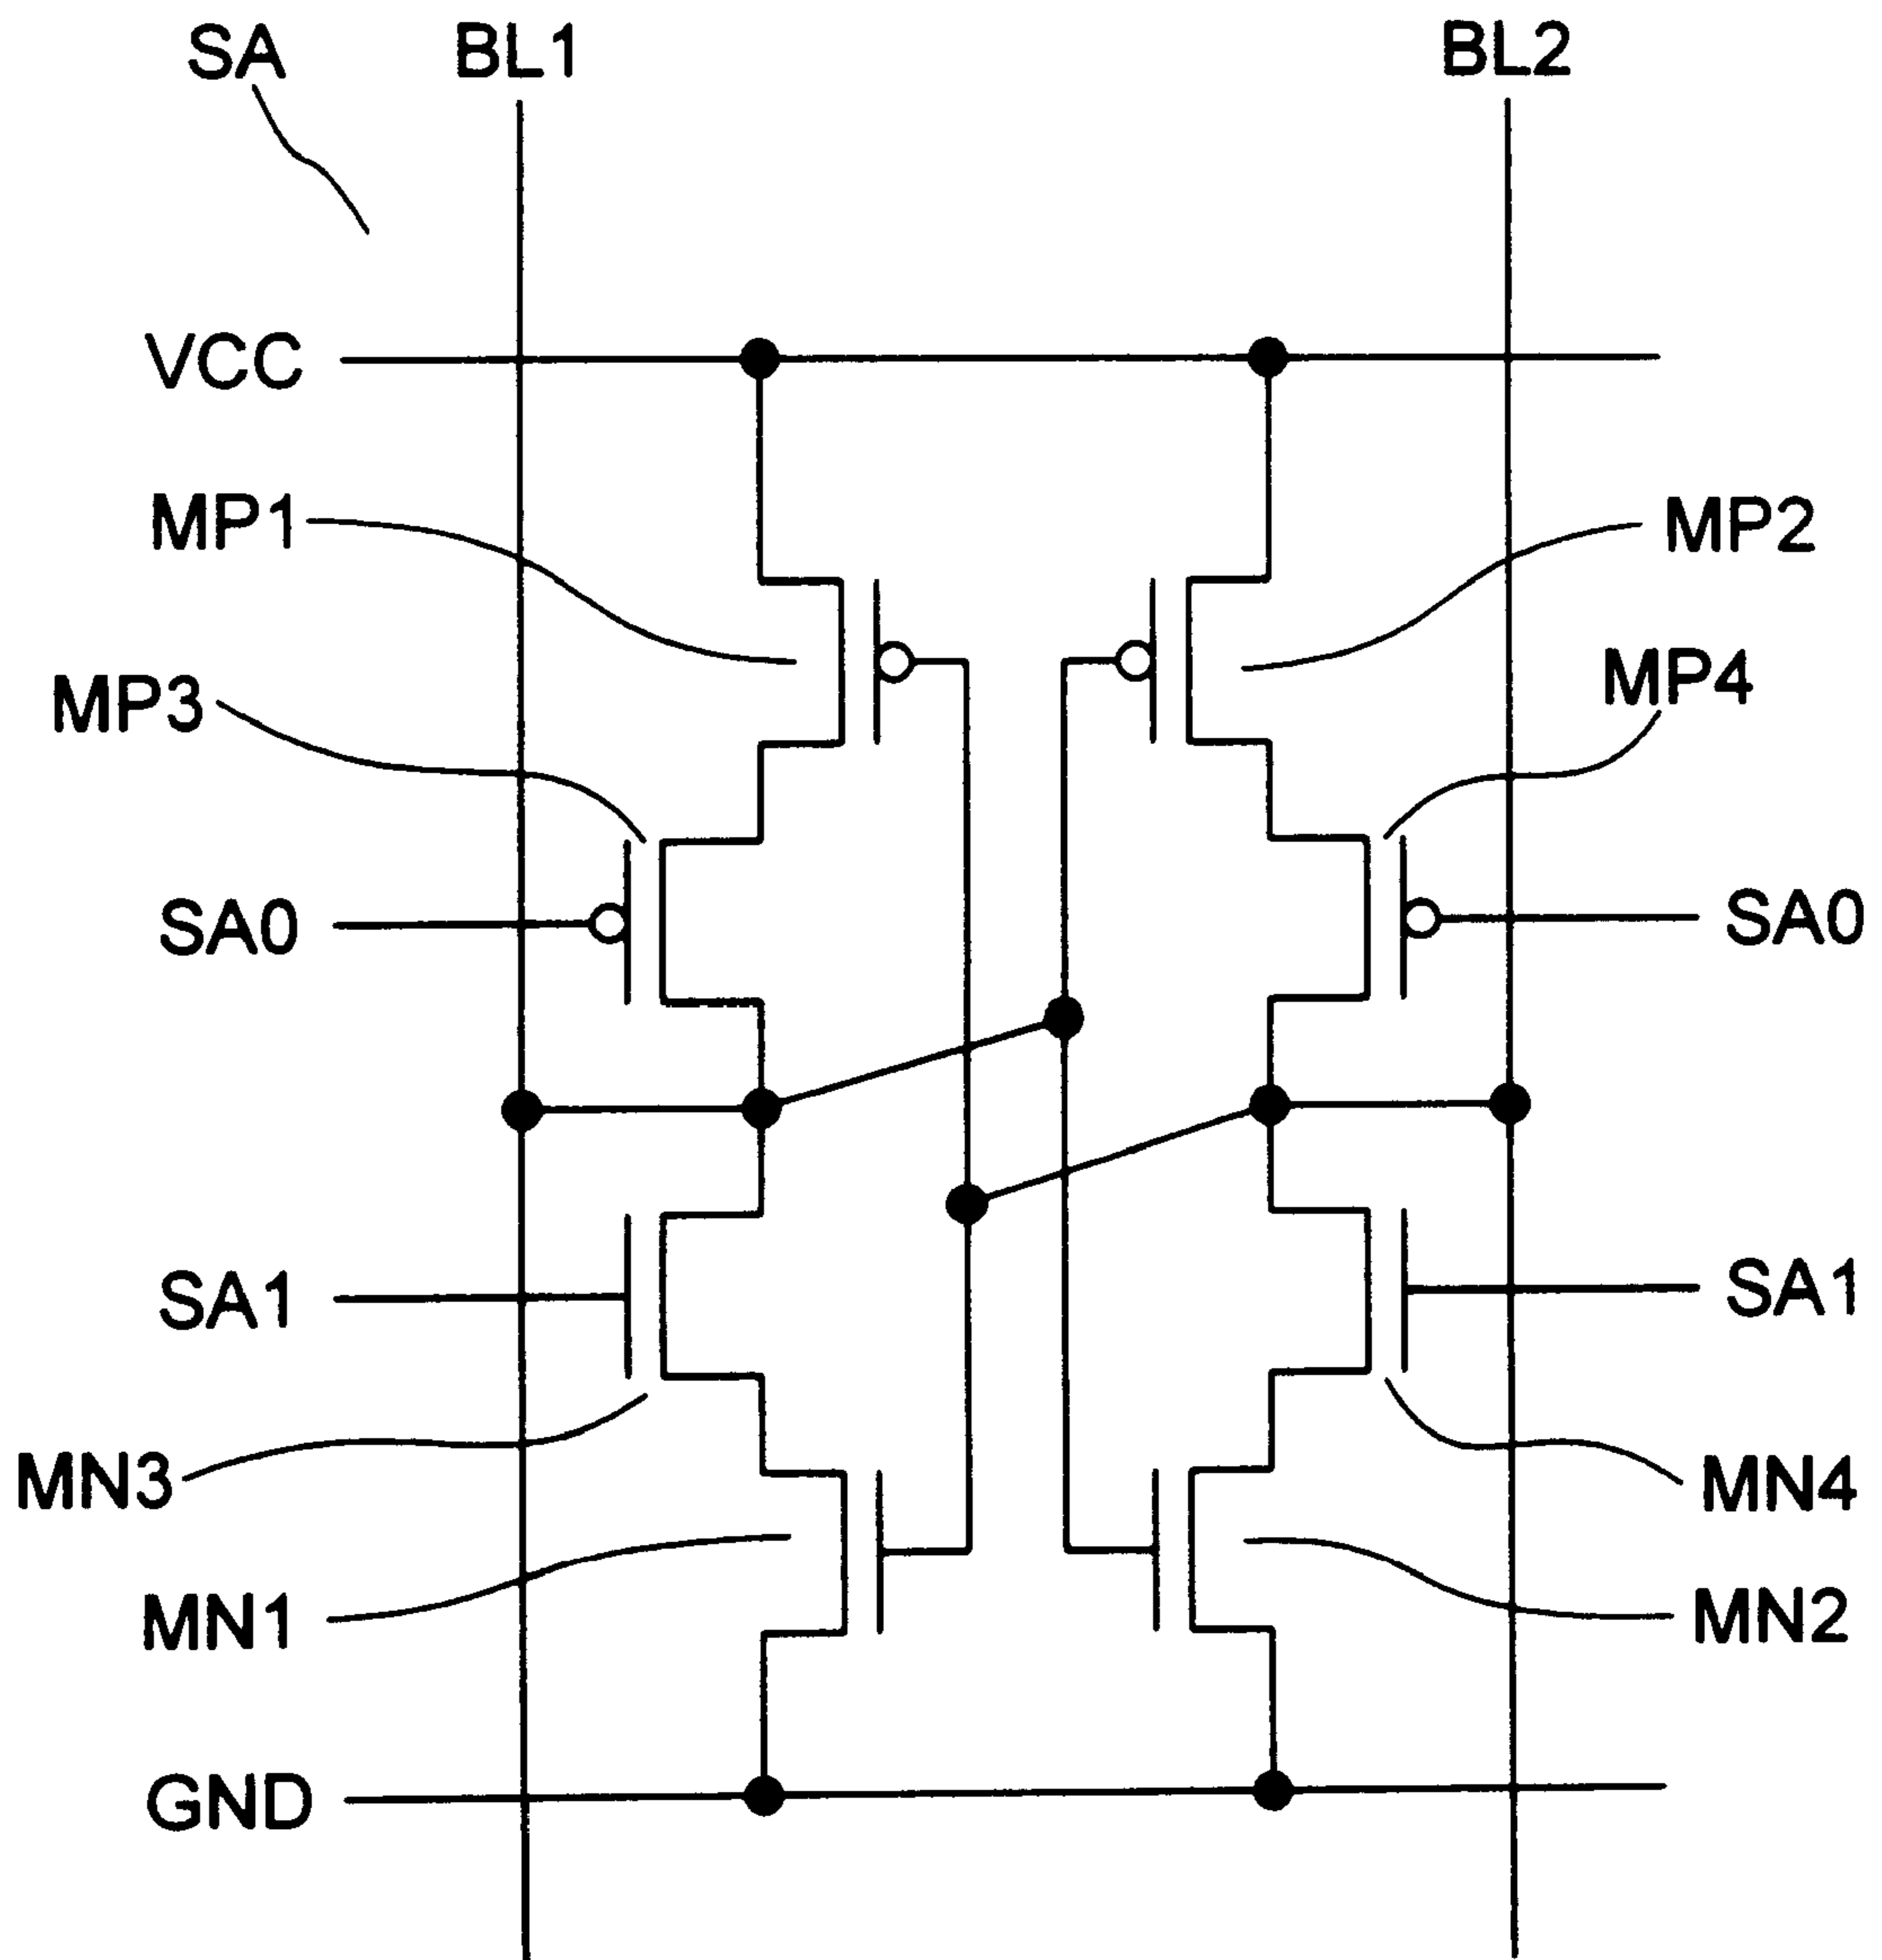 SA BL1 BL2
VCC
MP1 MP2
MP3 MP4
SA0 SA0
SA1 SA1
MN3 MN4
MN1 MN2
GND